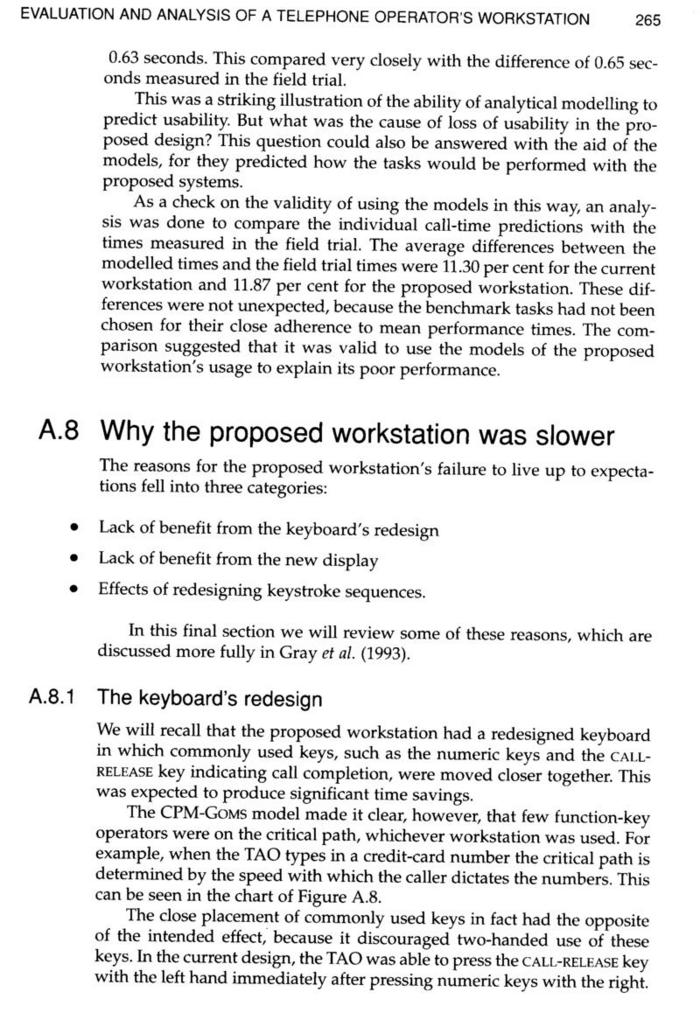 EVALUATION AND ANALYSIS OF A TELEPHONE OPERATOR'S WORKSTATION 265
0.63 seconds. This compared very closely with the difference of 0.65 sec-
onds measured in the field trial.
This was a striking illustration of the ability of analytical modelling to
predict usability. But what was the cause of loss of usability in the pro-
posed design? This question could also be answered with the aid of the
models, for they predicted how the tasks would be performed with the
proposed systems.
As a check on the validity of using the models in this way, an analy-
sis was done to compare the individual call-time predictions with the
times measured in the field trial. The average differences between the
modelled times and the field trial times were 11.30 per cent for the current
workstation and 11.87 per cent for the proposed workstation. These dif-
ferences were not unexpected, because the benchmark tasks had not been
chosen for their close adherence to mean performance times. The com-
parison suggested that it was valid to use the models of the proposed
workstation's usage to explain its poor performance.
A.8 Why the proposed workstation was slower
The reasons for the proposed workstation's failure to live up to expecta-
tions fell into three categories:
• Lack of benefit from the keyboard's redesign
• Lack of benefit from the new display
• Effects of redesigning keystroke sequences.
In this final section we will review some of these reasons, which are
discussed more fully in Gray et al. (1993).
A.8.1 The keyboard's redesign
We will recall that the proposed workstation had a redesigned keyboard
in which commonly used keys, such as the numeric keys and the CALL-
RELEASE key indicating call completion, were moved closer together. This
was expected to produce significant time savings.
The CPM-GOMS model made it clear, however, that few function-key
operators were on the critical path, whichever workstation was used. For
example, when the TAO types in a credit-card number the critical path is
determined by the speed with which the caller dictates the numbers. This
can be seen in the chart of Figure A.8.
The close placement of commonly used keys in fact had the opposite
of the intended effect, because it discouraged two-handed use of these
keys. In the current design, the TAO was able to press the CALL-RELEASE key
with the left hand immediately after pressing numeric keys with the right.